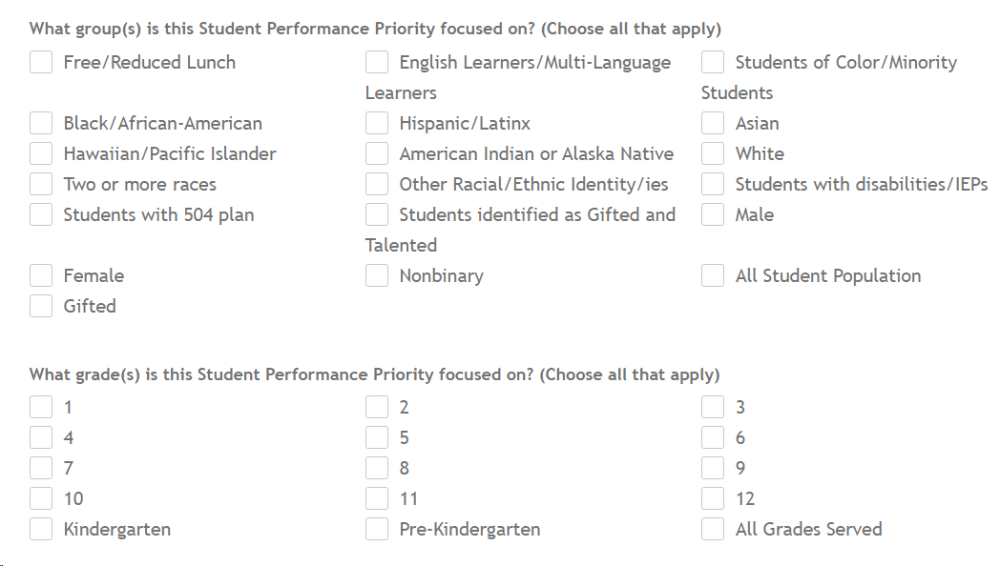 What group(s) is this Student Performance Priority focused on? (Choose all that apply)
Free/Reduced Lunch English Learners/Multi-Language Students of Color/Minority
Learners Students
Black/African-American Hispanic/Latinx Asian
Hawaiian/Pacific Islander American Indian or Alaska Native White
Two or more races Other Racial/Ethnic Identity/ies Students with disabilities/IEPs
Students with 504 plan Students identified as Gifted and Male
Talented
Female Nonbinary All Student Population
Gifted
What grade(s) is this Student Performance Priority focused on? (Choose all that apply)
1 2 3
4 5 6
7 8 9
10 11 12
Kindergarten Pre-Kindergarten All Grades Served